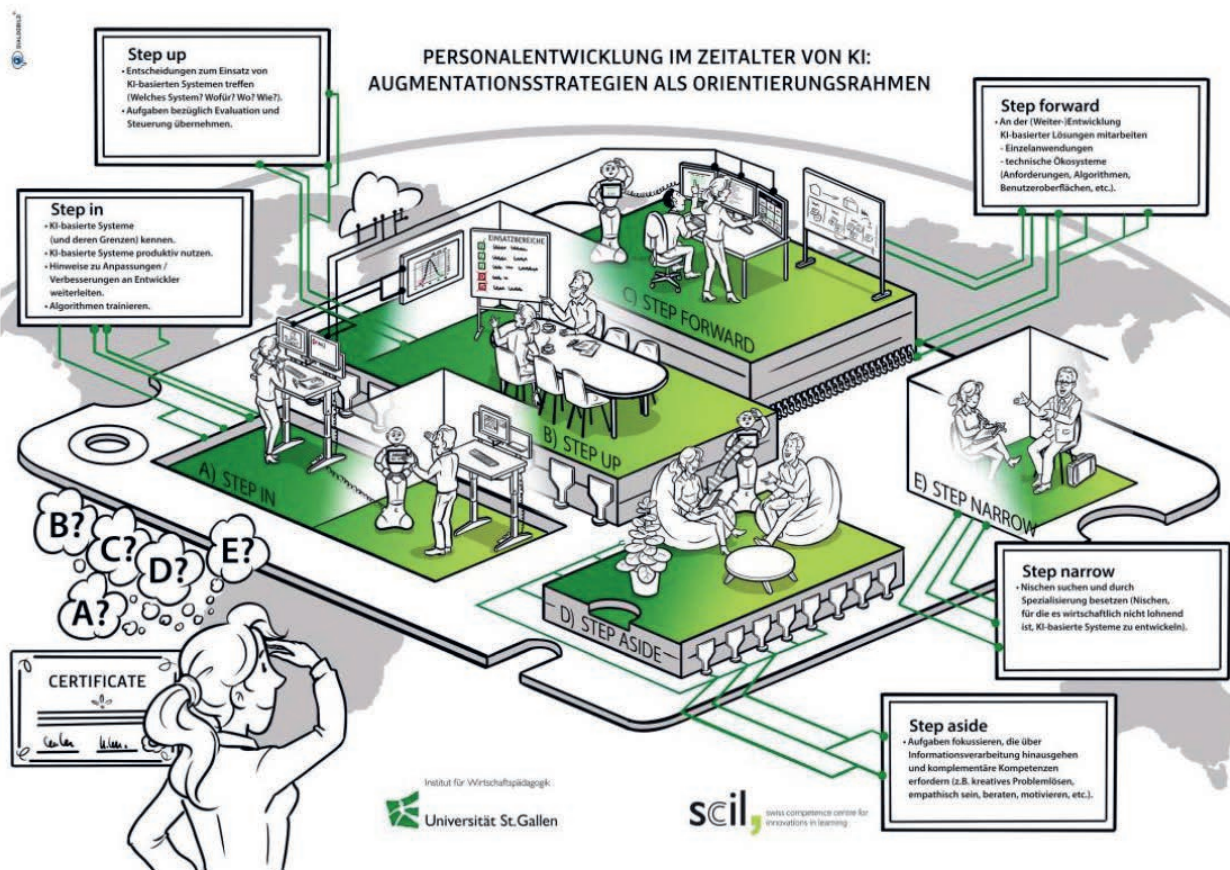 DIALOGBILD
PERSONALENTWICKLUNG IM ZEITALTER VON KI:
AUGMENTATIONSSTRATEGIEN ALS ORIENTIERUNGSRAHMEN
Step up
• Entscheidungen zum Einsatz von
KI-basierten Systemen treffen
(Welches System? Wofür? Wo? Wie?).
• Aufgaben bezüglich Evaluation und
Steuerung übernehmen.
Step forward
• An der (Weiter-)Entwicklung
KI-basierter Lösungen mitarbeiten
- Einzelanwendungen
- technische Ökosysteme
(Anforderungen, Algorithmen,
Benutzeroberflächen, etc.).
Step in
• KI-basierte Systeme
(und deren Grenzen) kennen.
• KI-basierte Systeme produktiv nutzen.
• Hinweise zu Anpassungen /
Verbesserungen an Entwickler
weiterleiten.
• Algorithmen trainieren.
EINSATZBEREICHE
C) STEP FORWARD
B) STEP UP
A) STEP IN
E) STEP NARROW
D) STEP ASIDE
B?
C?
D?
E?
A?
Step narrow
• Nischen suchen und durch
Spezialisierung besetzen (Nischen,
für die es wirtschaftlich nicht lohnend
ist, KI-basierte Systeme zu entwickeln).
CERTIFICATE
Step aside
• Aufgaben fokussieren, die über
Informationsverarbeitung hinausgehen
und komplementäre Kompetenzen
erfordern (z.B. kreatives Problemlösen,
empathisch sein, beraten, motivieren, etc.).
Institut für Wirtschaftspädagogik
Universität St.Gallen
scil,
swiss competence centre for
innovations in learning